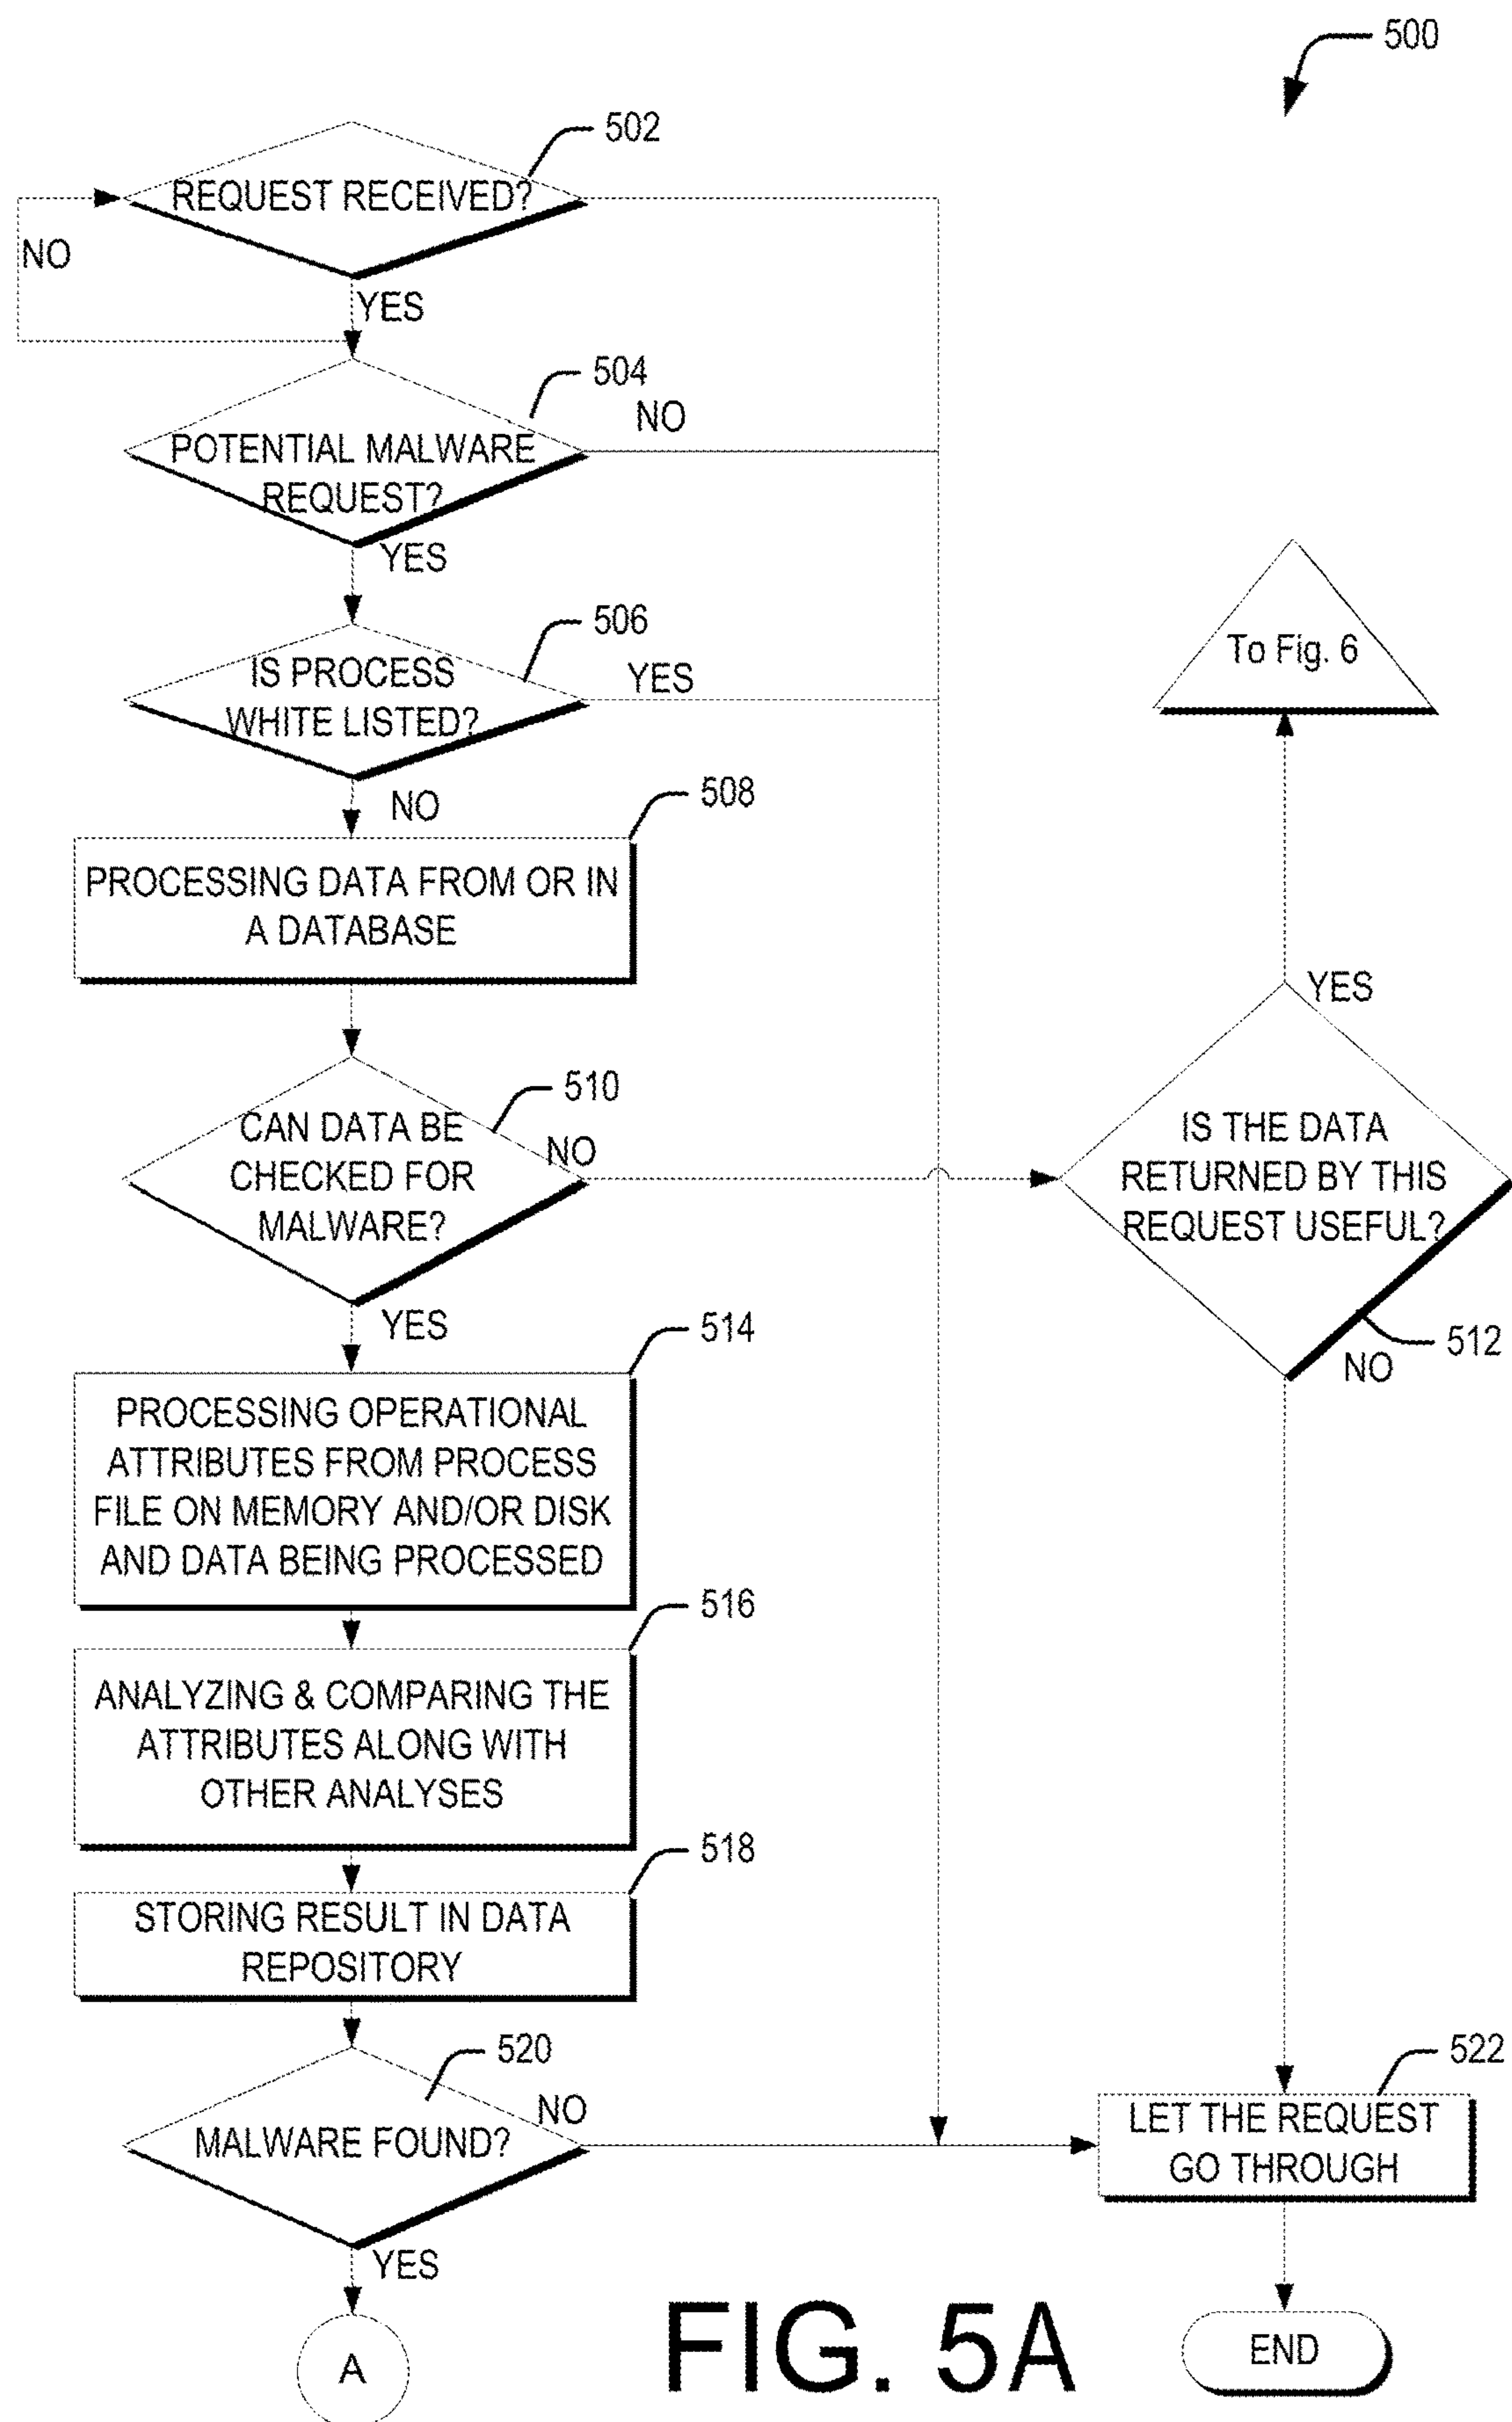 500
502
REQUEST RECEIVED?
NO
YES
504
NO
POTENTIAL MALWARE
REQUEST?
YES
506
IS PROCESS
WHITE LISTED?
YES
To Fig. 6
NO
508
PROCESSING DATA FROM OR IN
A DATABASE
YES
510
CAN DATA BE
CHECKED FOR
MALWARE?
NO
IS THE DATA
RETURNED BY THIS
REQUEST USEFUL?
YES
512
NO
514
PROCESSING OPERATIONAL
ATTRIBUTES FROM PROCESS
FILE ON MEMORY AND/OR DISK
AND DATA BEING PROCESSED
516
ANALYZING & COMPARING THE
ATTRIBUTES ALONG WITH
OTHER ANALYSES
518
STORING RESULT IN DATA
REPOSITORY
520
NO
MALWARE FOUND?
522
LET THE REQUEST
GO THROUGH
YES
A
FIG. 5A
END